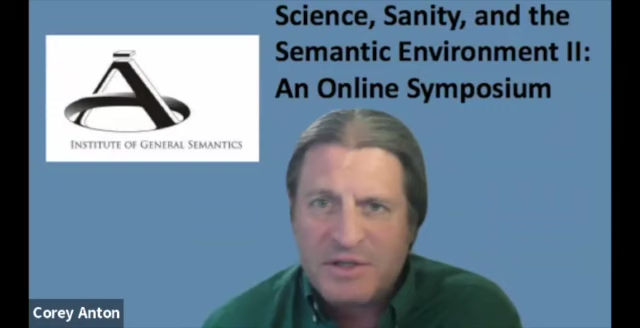 Science, Sanity, and the
Semantic Environment II:
An Online Symposium
INSTITUTE OF GENERAL SEMANTICS
Corey Anton